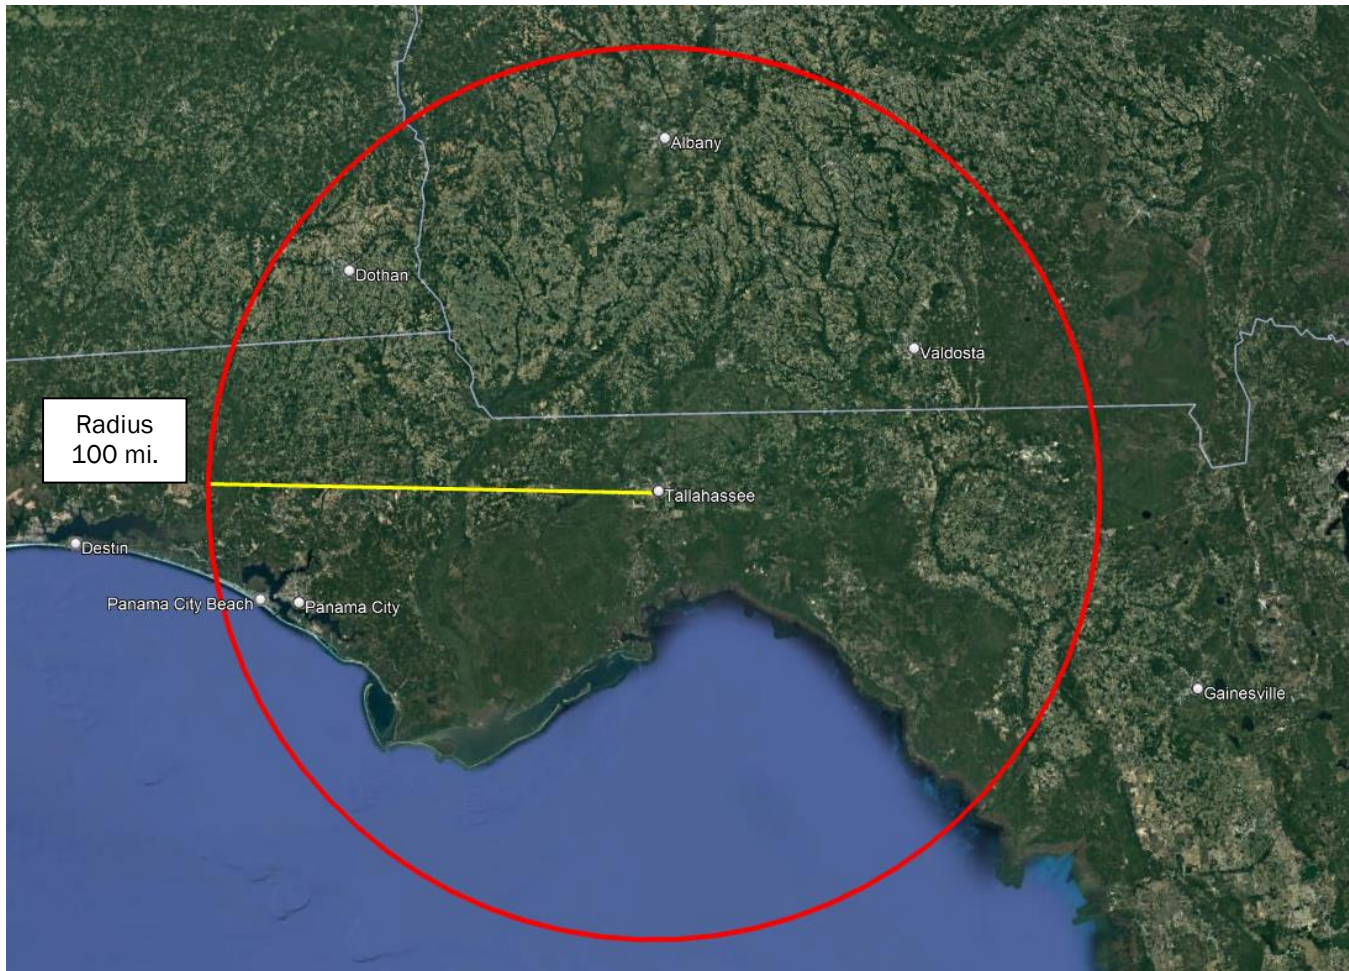 Albany
Dothan
Valdosta
Radius
100 mi.
Tallahassee
Destin
Panama City Beach
Panama City
Gainesville